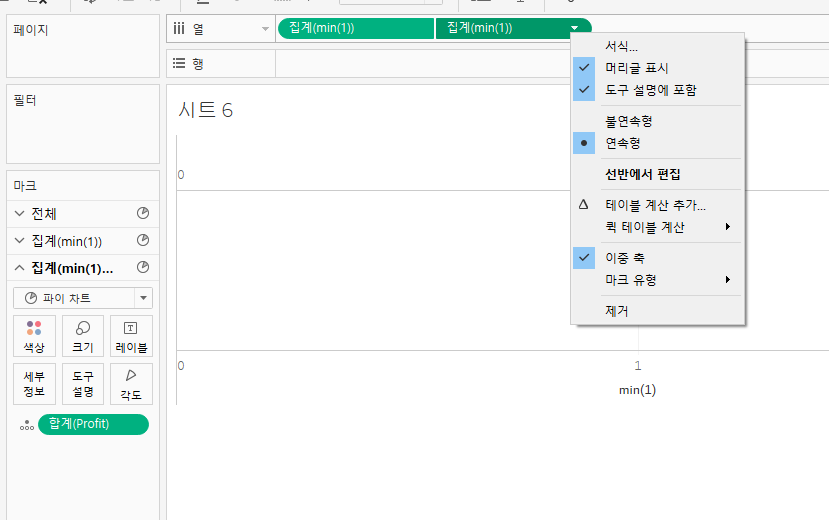 페이지
열
집계(min(1))
집계(min(1))
행
필터
시트 6
0
마크
전체
집계(min(1))
집계(min(1)...
파이 차트
색상
크기
레이블
세부
정보
도구
설명
각도
합계(Profit)
서식...
머리글 표시
도구 설명에 포함
불연속형
연속형
선반에서 편집
테이블 계산 추가...
퀵 테이블 계산
이중 축
마크 유형
제거
0
1
min(1)